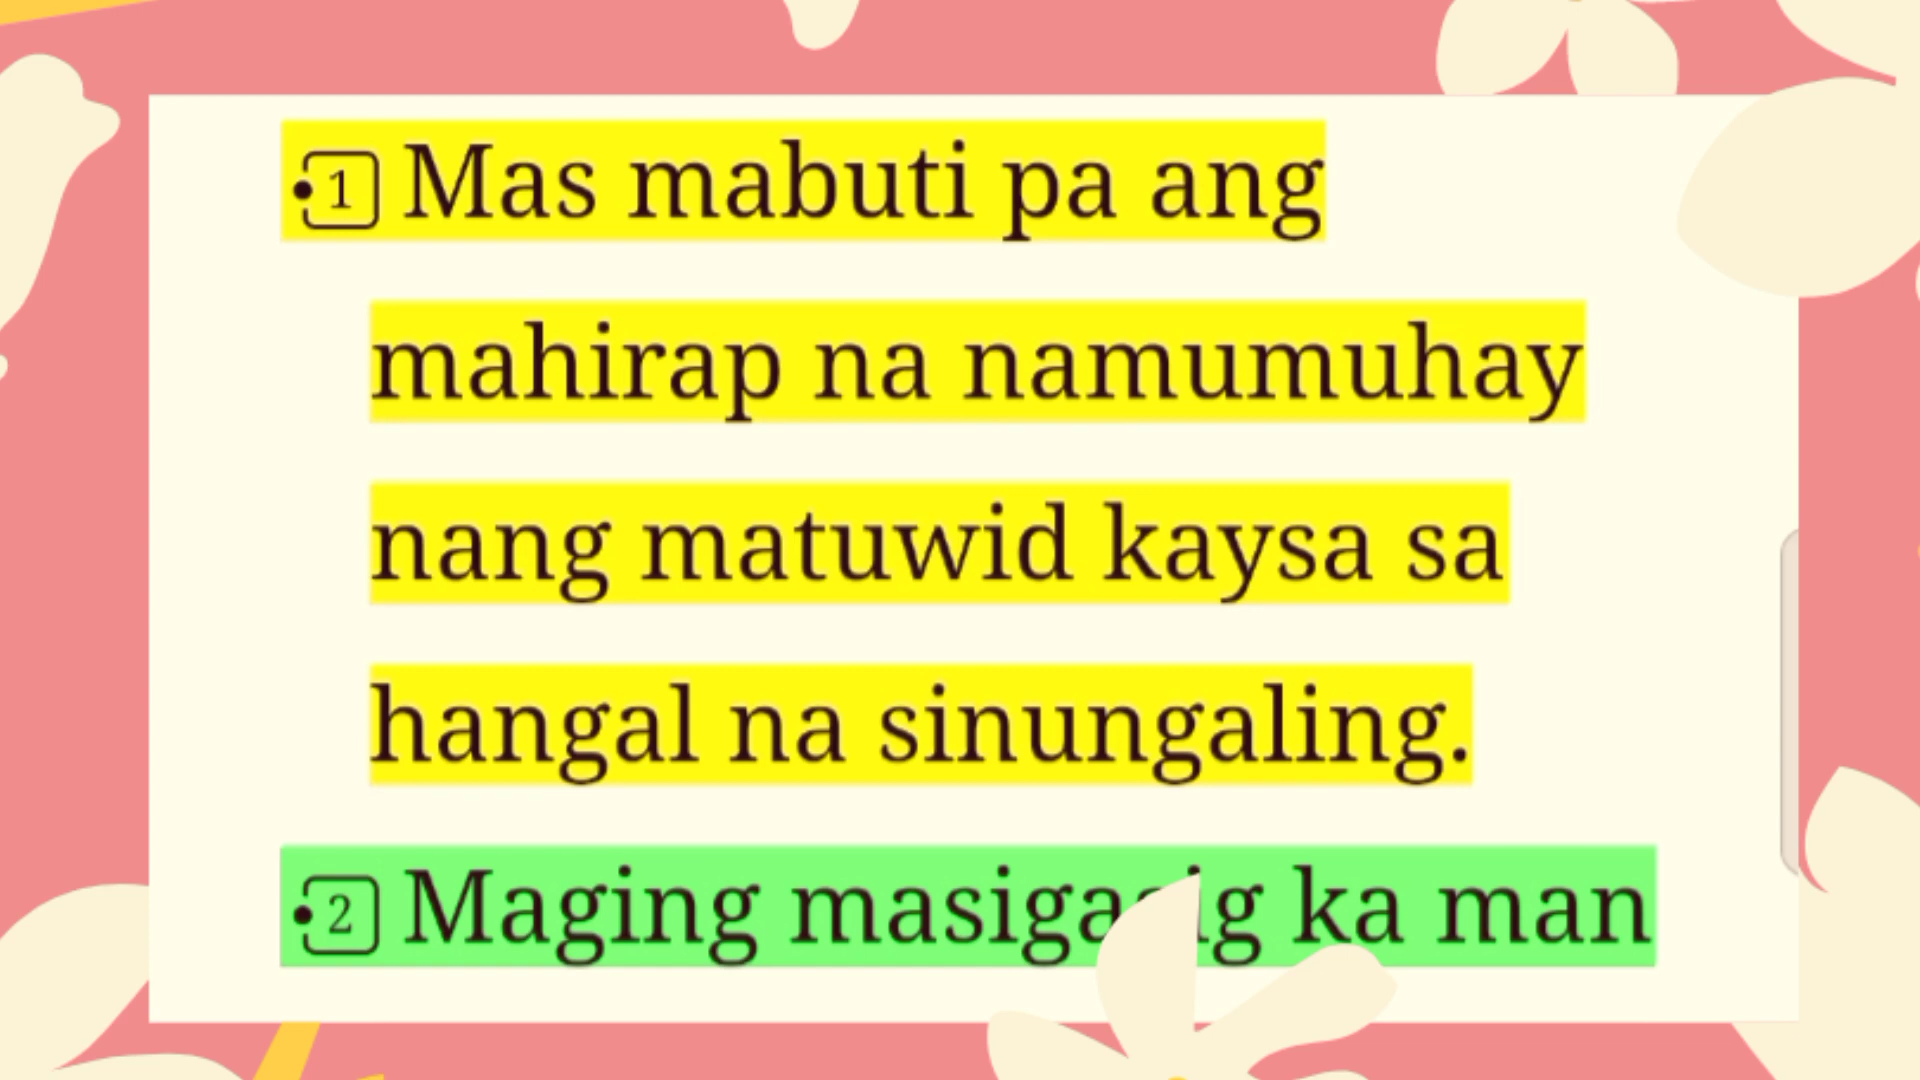 1 Mas mabuti pa ang
mahirap na namumuhay
nang matuwid kaysa sa
hangal na sinungaling.
2 Maging ka man